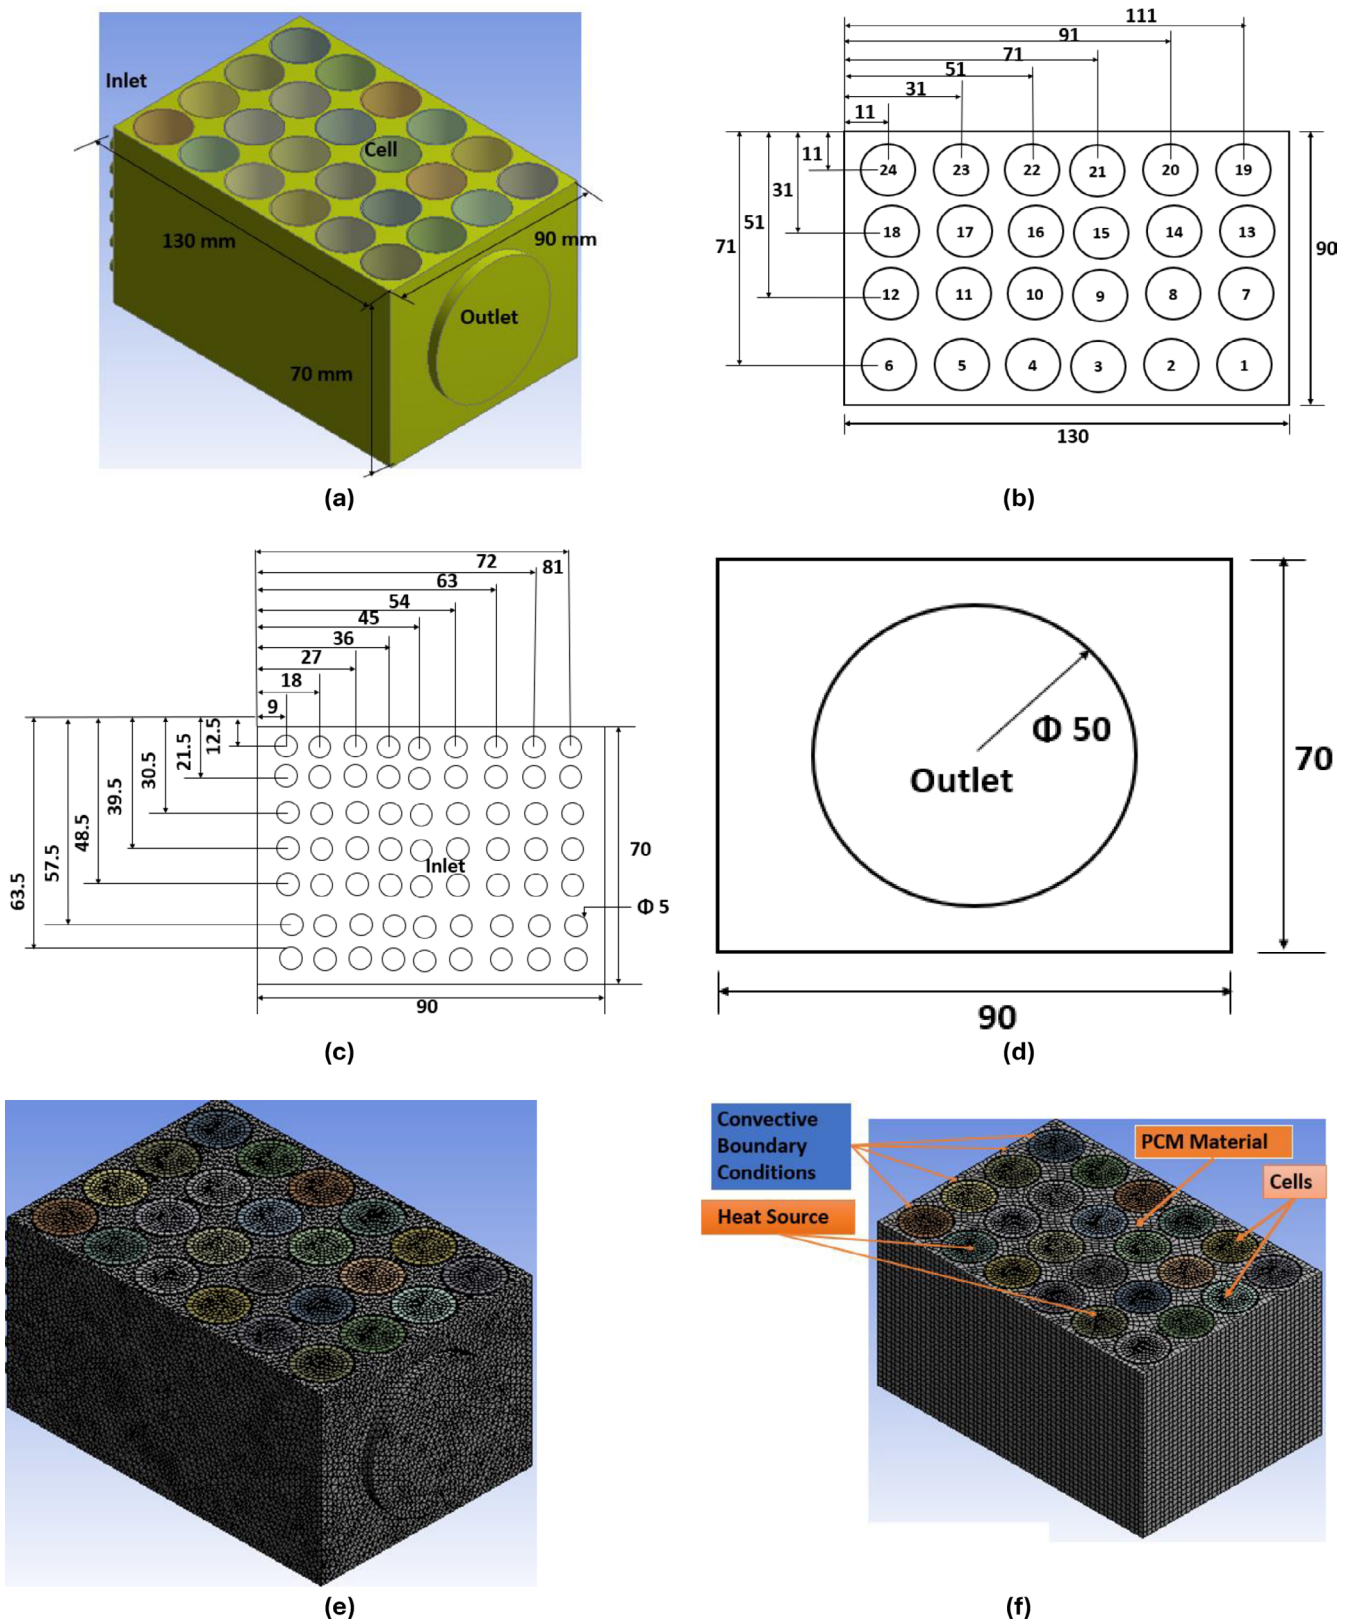 Inlet
Cell
130 mm
90 mm
Outlet
70 mm
(a)
111
91
71
51
31
11
11
31
51
71
24 23 22 21 20 19
18 17 16 15 14 13
12 11 10 9 8 7
6 5 4 3 2 1
90
130
(b)
72
81
63
54
45
36
27
18
9
12.5
21.5
30.5
39.5
48.5
57.5
63.5
Inlet
70
Φ 5
90
(c)
Φ 50
Outlet
70
90
(d)
(e)
Convective
Boundary
Conditions
PCM Material
Cells
Heat Source
(f)